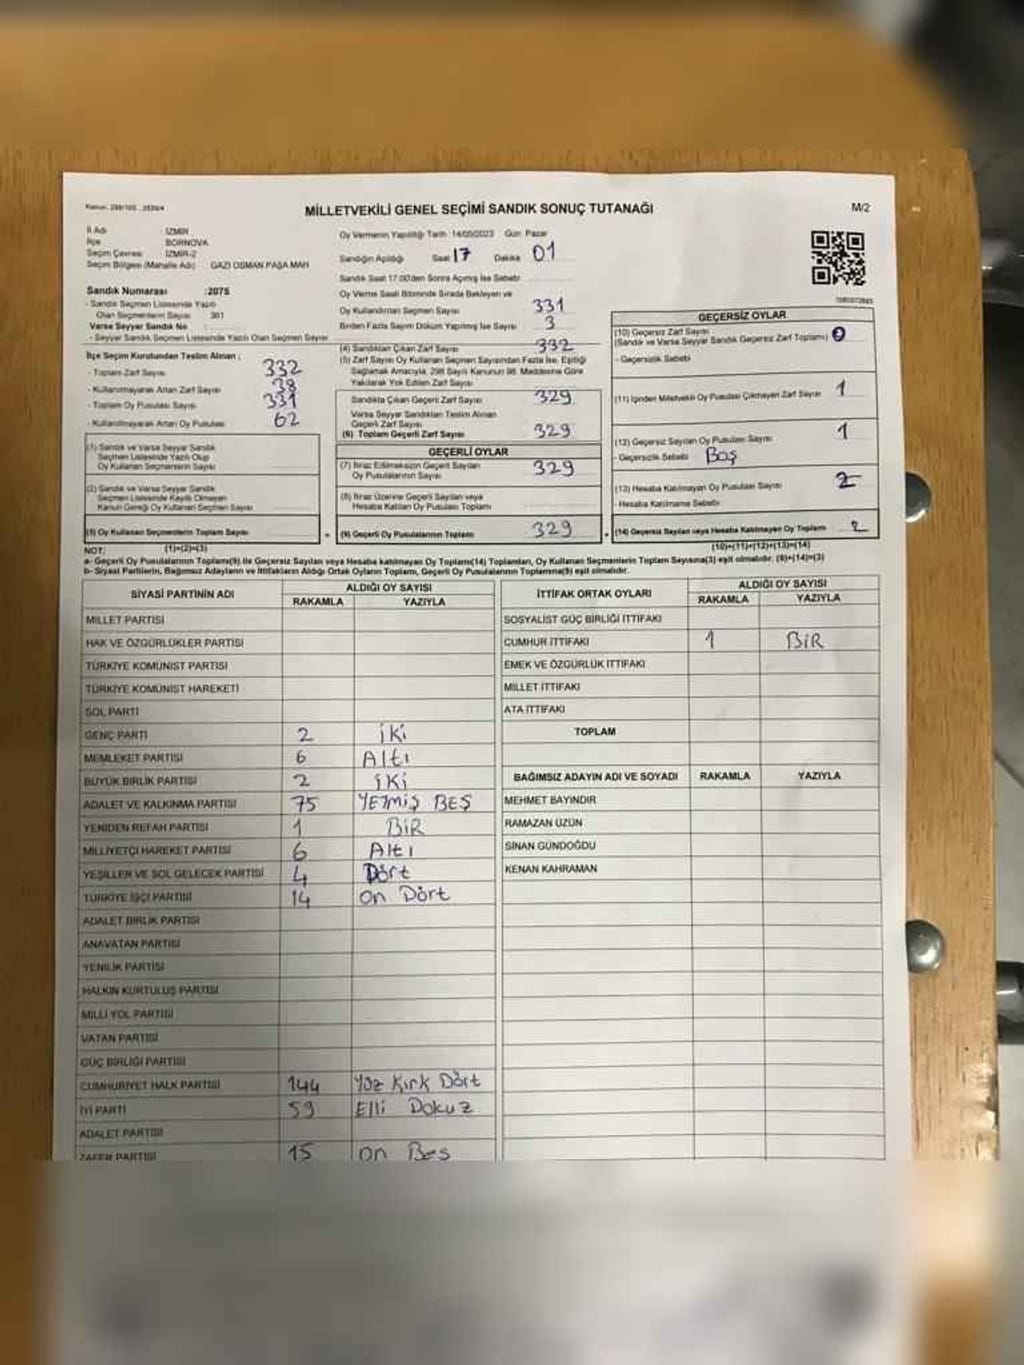 MİLLETVEKİLİ GENEL SEÇİMİ SANDIK SONUÇ TUTANAĞI
M/2
İl Adı İZMİR
İlçe BORNOVA
Seçim Çevresi İZMİR-2
Seçim Bölgesi (Mahalle Adı) GAZİ OSMAN PAŞA MAH
Oy Vermenin Yapıldığı Tarih 14/05/2023 Gün Pazar
Sandığın Açıldığı Saat 17 Dakika 01
Sandık Saat 17:00'den Sonra Açılmış İse Sebebi
Sandık Numarası :2075
- Sandık Seçmen Listesinde Yazılı
Olan Seçmenlerin Sayısı 361
Varsa Seyyar Sandık No
- Seyyar Sandık Seçmen Listesinde Yazılı Olan Seçmen Sayısı
Oy Verme Saati Bitiminde Sırada Bekleyen ve
Oy Kullandırılan Seçmen Sayısı 331
Birden Fazla Sayım Döküm Yapılmış İse Sayısı 3
İlçe Seçim Kurulundan Teslim Alınan ;
- Toplam Zarf Sayısı 332
- Kullanılmayarak Artan Zarf Sayısı 38
- Toplam Oy Pusulası Sayısı 331
- Kullanılmayarak Artan Oy Pusulası 62
(1) Sandık ve Varsa Seyyar Sandık
Seçmen Listesinde Yazılı Olup
Oy Kullanan Seçmenlerin Sayısı
(2) Sandık ve Varsa Seyyar Sandık
Seçmen Listesinde Kayıtlı Olmayan
Kanun Gereği Oy Kullanan Seçmen Sayısı
(3) Oy Kullanan Seçmenlerin Toplam Sayısı
(1)+(2)=(3)
(4) Sandıktan Çıkan Zarf Sayısı 332
(5) Zarf Sayısı Oy Kullanan Seçmen Sayısından Fazla İse, Eşitliği
Sağlamak Amacıyla, 298 Sayılı Kanunun 98. Maddesine Göre
Yakılarak Yok Edilen Zarf Sayısı
Sandıkta Çıkan Geçerli Zarf Sayısı 329
Varsa Seyyar Sandıktan Teslim Alınan
Geçerli Zarf Sayısı
(6) Toplam Geçerli Zarf Sayısı 329
GEÇERLİ OYLAR
(7) İtiraz Edilmeksizin Geçerli Sayılan
Oy Pusulalarının Sayısı 329
(8) İtiraz Üzerine Geçerli Sayılan veya
Hesaba Katılan Oy Pusulası Toplamı
(9) Geçerli Oy Pusulalarının Toplamı 329
GEÇERSİZ OYLAR
(10) Geçersiz Zarf Sayısı
(Sandık ve Varsa Seyyar Sandık Geçersiz Zarf Toplamı)
- Geçersizlik Sebebi
(11) İçinden Milletvekili Oy Pusulası Çıkmayan Zarf Sayısı 1
(12) Geçersiz Sayılan Oy Pusulası Sayısı 1
- Geçersizlik Sebebi Boş
(13) Hesaba Katılmayan Oy Pusulası Sayısı 2
- Hesaba Katılmama Sebebi
(14) Geçersiz Sayılan veya Hesaba Katılmayan Oy Toplamı 2
(10)+(11)+(12)+(13)=(14)
NOT:
a- Geçerli Oy Pusulasının Toplamı(9) ile Geçersiz Sayılan veya Hesaba katılmayan Oy Toplamı(14) Toplamları, Oy Kullanan Seçmenlerin Toplam Sayısına(3) eşit olmalıdır. (9)+(14)=(3)
b- Siyasi Partilerin, Bağımsız Adayların ve İttifakların Aldığı Ortak Oyların Toplamı, Geçerli Oy Pusulalarının Toplamına(9) eşit olmalıdır.
SİYASİ PARTİNİN ADI ALDIĞI OY SAYISI
RAKAMLA YAZIYLA
MİLLET PARTİSİ
HAK VE ÖZGÜRLÜKLER PARTİSİ
TÜRKİYE KOMÜNİST PARTİSİ
TÜRKİYE KOMÜNİST HAREKETİ
SOL PARTİ
GENÇ PARTİ 2 iki
MEMLEKET PARTİSİ 6 Altı
BÜYÜK BİRLİK PARTİSİ 2 iki
ADALET VE KALKINMA PARTİSİ 75 YETMİŞ BEŞ
YENİDEN REFAH PARTİSİ 1 BİR
MİLLİYETÇİ HAREKET PARTİSİ 6 Altı
YEŞİLLER VE SOL GELECEK PARTİSİ 4 Dört
TÜRKİYE İŞÇİ PARTİSİ 14 on Dört
ADALET BİRLİK PARTİSİ
ANAVATAN PARTİSİ
YENİLİK PARTİSİ
HALKIN KURTULUŞ PARTİSİ
MİLLİ YOL PARTİSİ
VATAN PARTİSİ
GÜÇ BİRLİĞİ PARTİSİ
CUMHURİYET HALK PARTİSİ 144 Yüz Kırk Dört
İYİ PARTİ 59 Elli Dokuz
ADALET PARTİSİ
ZAFER PARTİSİ 15 on Beş
İTTİFAK ORTAK OYLARI ALDIĞI OY SAYISI
RAKAMLA YAZIYLA
SOSYALİST GÜÇ BİRLİĞİ İTTİFAKI
CUMHUR İTTİFAKI 1 BİR
EMEK VE ÖZGÜRLÜK İTTİFAKI
MİLLET İTTİFAKI
ATA İTTİFAKI
TOPLAM
BAĞIMSIZ ADAYIN ADI VE SOYADI RAKAMLA YAZIYLA
MEHMET BAYINDIR
RAMAZAN ÜZÜN
SİNAN GÜNDOĞDU
KENAN KAHRAMAN